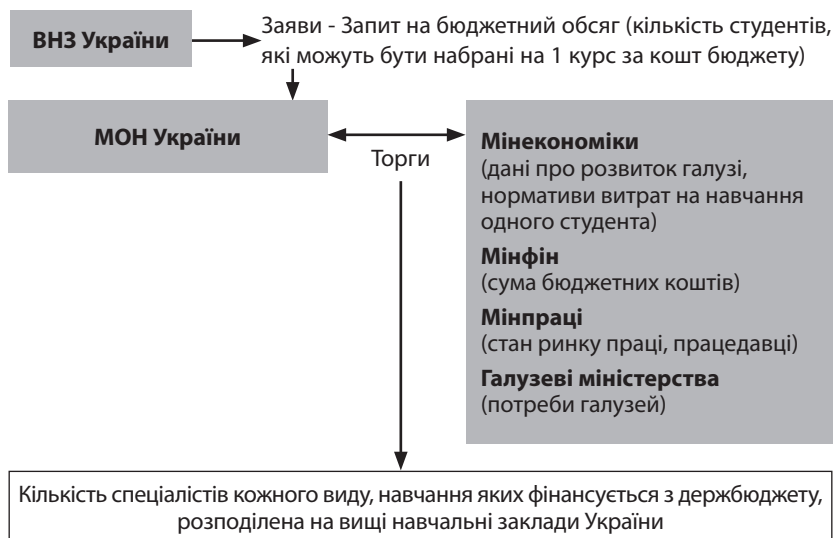 ВНЗ України
Заяви - Запит на бюджетний обсяг (кількість студентів,
які можуть бути набрані на 1 курс за кошт бюджету)
МОН України
Торги
Мінекономіки
(дані про розвиток галузі,
нормативи витрат на навчання
одного студента)
Мінфін
(сума бюджетних коштів)
Мінпраці
(стан ринку праці, працедавці)
Галузеві міністерства
(потреби галузей)
Кількість спеціалістів кожного виду, навчання яких фінансується з держбюджету,
розподілена на вищі навчальні заклади України